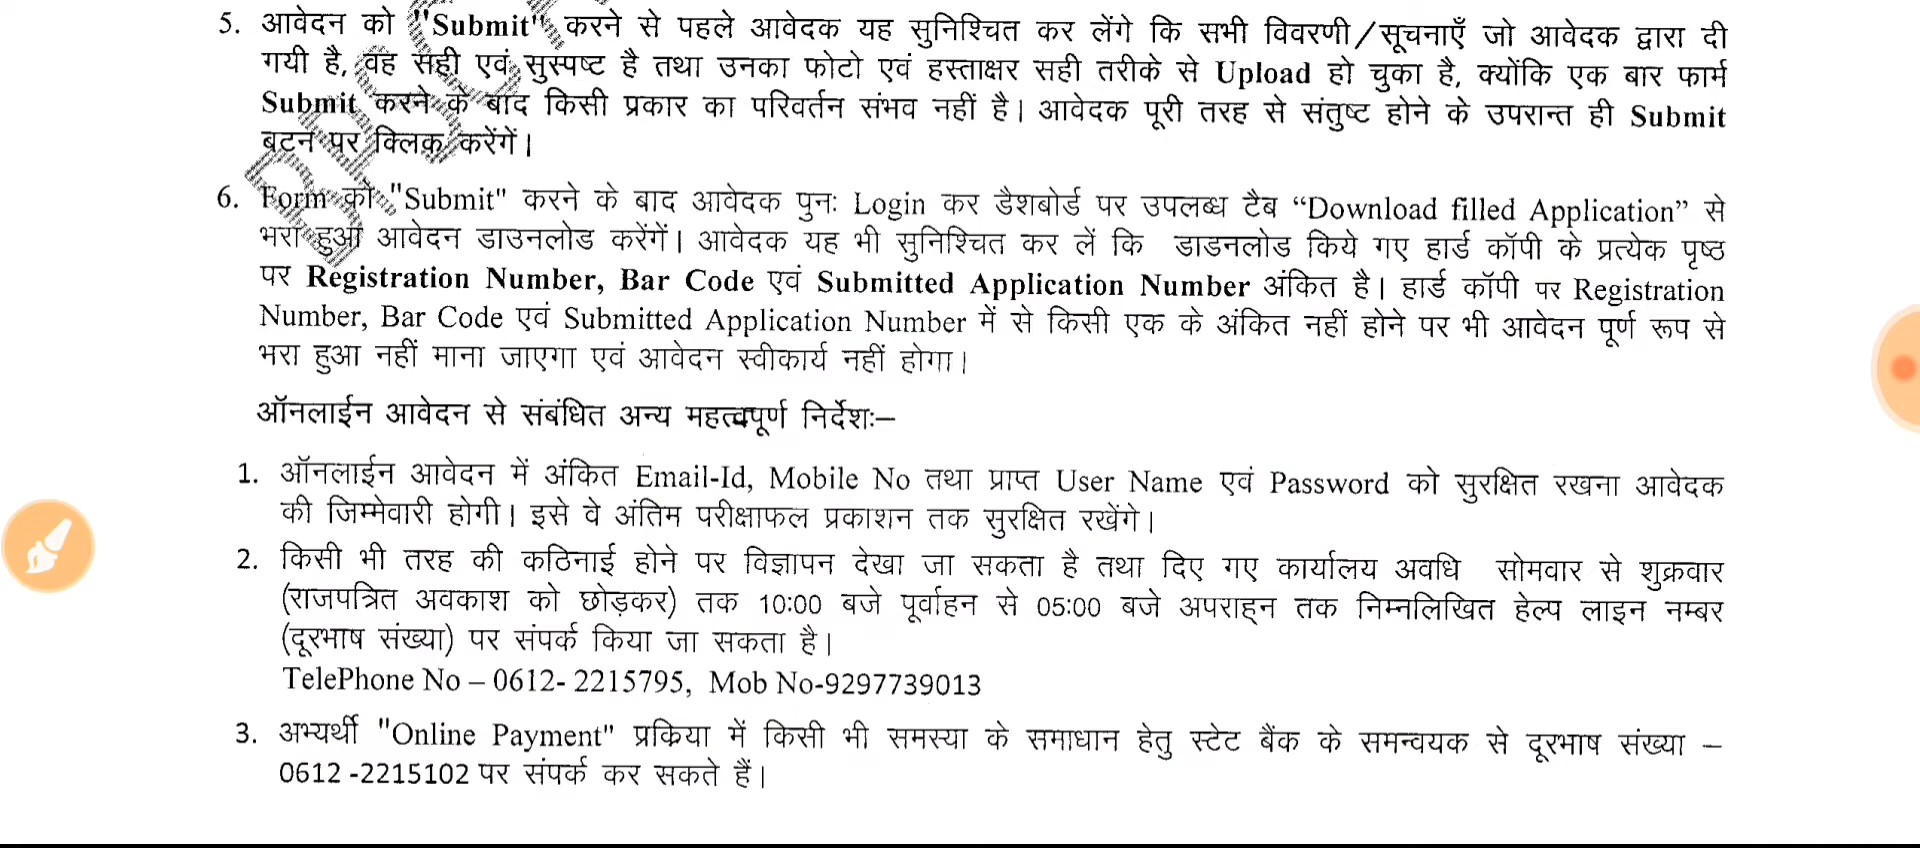 5. आवेदन को "Submit" करने से पहले आवेदक यह सुनिश्चित कर लेंगे कि सभी विवरणी/सूचनाएँ जो आवेदक द्वारा दी
गयी है, वह सही एवं सुस्पष्ट है तथा उनका फोटो एवं हस्ताक्षर सही तरीके से Upload हो चुका है, क्योंकि एक बार फार्म
Submit करने के बाद किसी प्रकार का परिवर्तन संभव नहीं है। आवेदक पूरी तरह से संतुष्ट होने के उपरान्त ही Submit
बटन पर क्लिक करेंगें।
6. Form को "Submit" करने के बाद आवेदक पुनः Login कर डैशबोर्ड पर उपलब्ध टैब “Download filled Application” से
भरा हुआ आवेदन डाउनलोड करेंगें। आवेदक यह भी सुनिश्चित कर लें कि डाडनलोड किये गए हार्ड कॉपी के प्रत्येक पृष्ठ
पर Registration Number, Bar Code एवं Submitted Application Number अंकित है। हार्ड कॉपी पर Registration
Number, Bar Code एवं Submitted Application Number में से किसी एक के अंकित नहीं होने पर भी आवेदन पूर्ण रूप से
भरा हुआ नहीं माना जाएगा एवं आवेदन स्वीकार्य नहीं होगा।
ऑनलाईन आवेदन से संबंधित अन्य महत्वपूर्ण निर्देशः–
1. ऑनलाईन आवेदन में अंकित Email-Id, Mobile No तथा प्राप्त User Name एवं Password को सुरक्षित रखना आवेदक
की जिम्मेवारी होगी। इसे वे अंतिम परीक्षाफल प्रकाशन तक सुरक्षित रखेंगे।
2. किसी भी तरह की कठिनाई होने पर विज्ञापन देखा जा सकता है तथा दिए गए कार्यालय अवधि सोमवार से शुक्रवार
(राजपत्रित अवकाश को छोड़कर) तक 10:00 बजे पूर्वाहन से 05:00 बजे अपराह्न तक निम्नलिखित हेल्प लाइन नम्बर
(दूरभाष संख्या) पर संपर्क किया जा सकता है।
TelePhone No – 0612- 2215795, Mob No-9297739013
3. अभ्यर्थी "Online Payment" प्रकिया में किसी भी समस्या के समाधान हेतु स्टेट बैंक के समन्वयक से दूरभाष संख्या –
0612 -2215102 पर संपर्क कर सकते हैं।